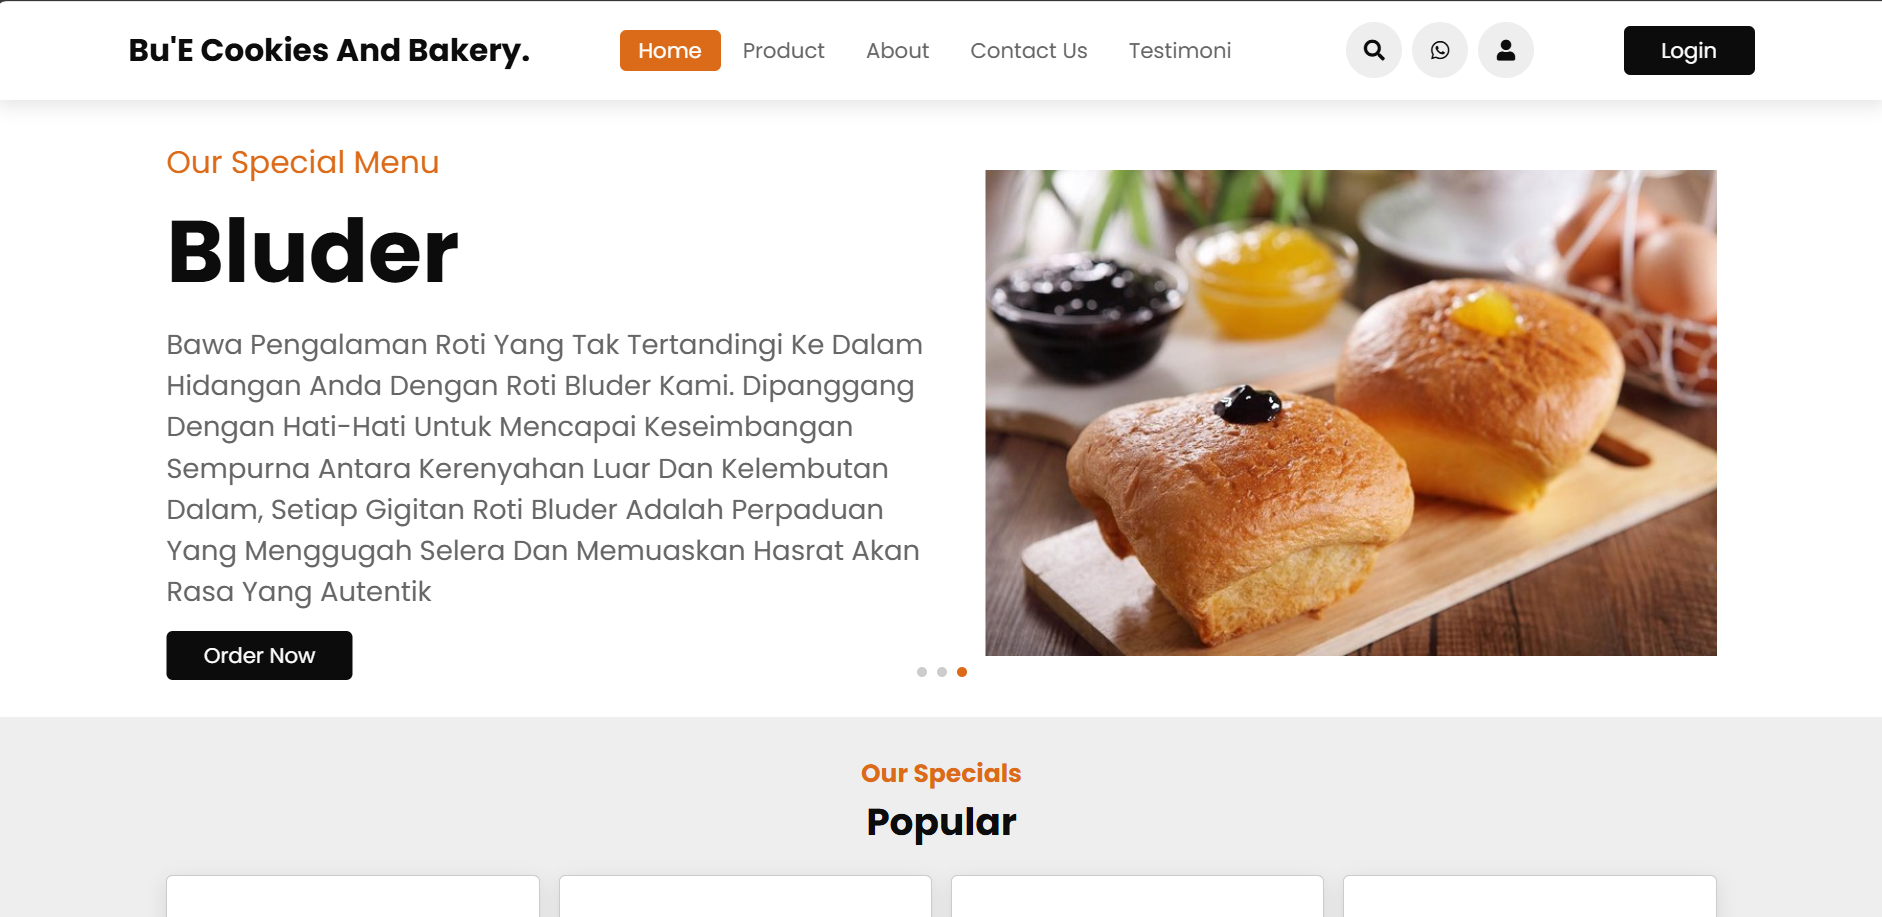 Bu'E Cookies And Bakery.
Home
Product
About
Contact Us
Testimoni
Login
Our Special Menu
Bluder
Bawa Pengalaman Roti Yang Tak Tertandingi Ke Dalam
Hidangan Anda Dengan Roti Bluder Kami. Dipanggang
Dengan Hati-Hati Untuk Mencapai Keseimbangan
Sempurna Antara Kerenyahan Luar Dan Kelembutan
Dalam, Setiap Gigitan Roti Bluder Adalah Perpaduan
Yang Menggugah Selera Dan Memuaskan Hasrat Akan
Rasa Yang Autentik
Order Now
Our Specials
Popular